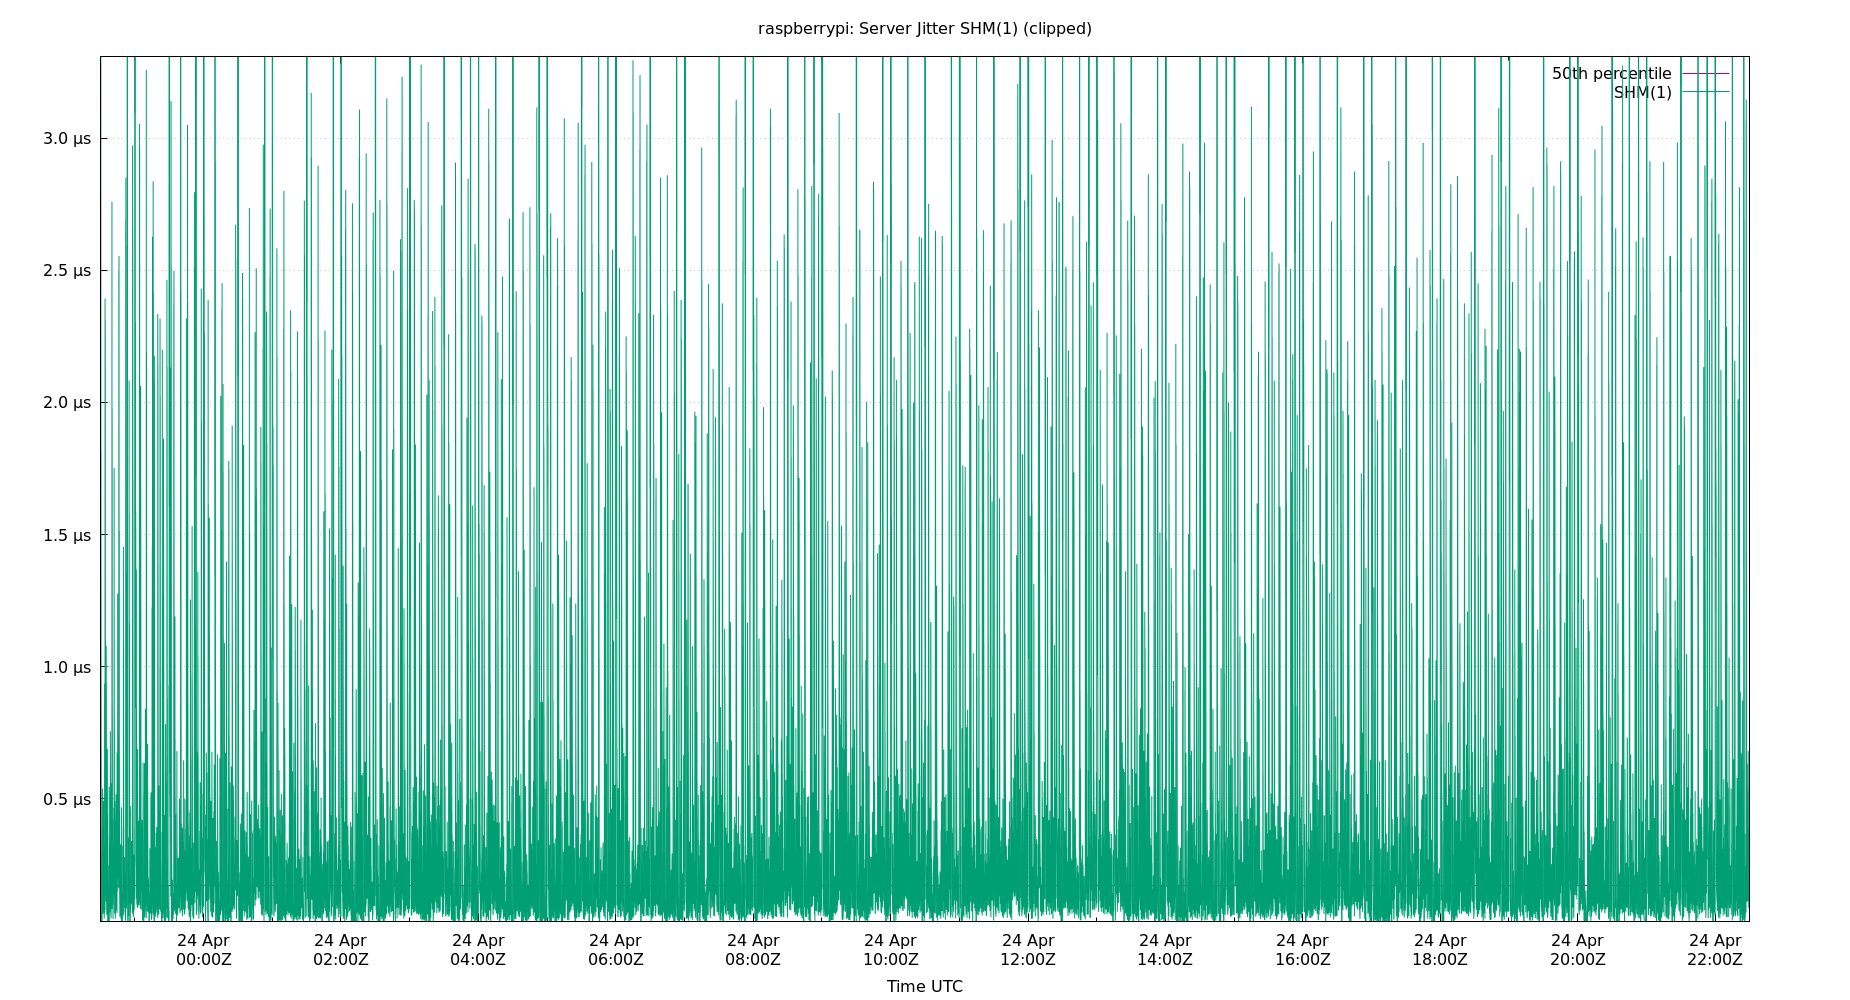 raspberrypi: Server Jitter SHM(1) (clipped)
50th percentile
SHM(1)
3.0 µs
2.5 µs
2.0 µs
1.5 µs
1.0 µs
0.5 µs
24 Apr 24 Apr 24 Apr 24 Apr 24 Apr 24 Apr 24 Apr 24 Apr 24 Apr 24 Apr 24 Apr 24 Apr
00:00Z 02:00Z 04:00Z 06:00Z 08:00Z 10:00Z 12:00Z 14:00Z 16:00Z 18:00Z 20:00Z 22:00Z
Time UTC